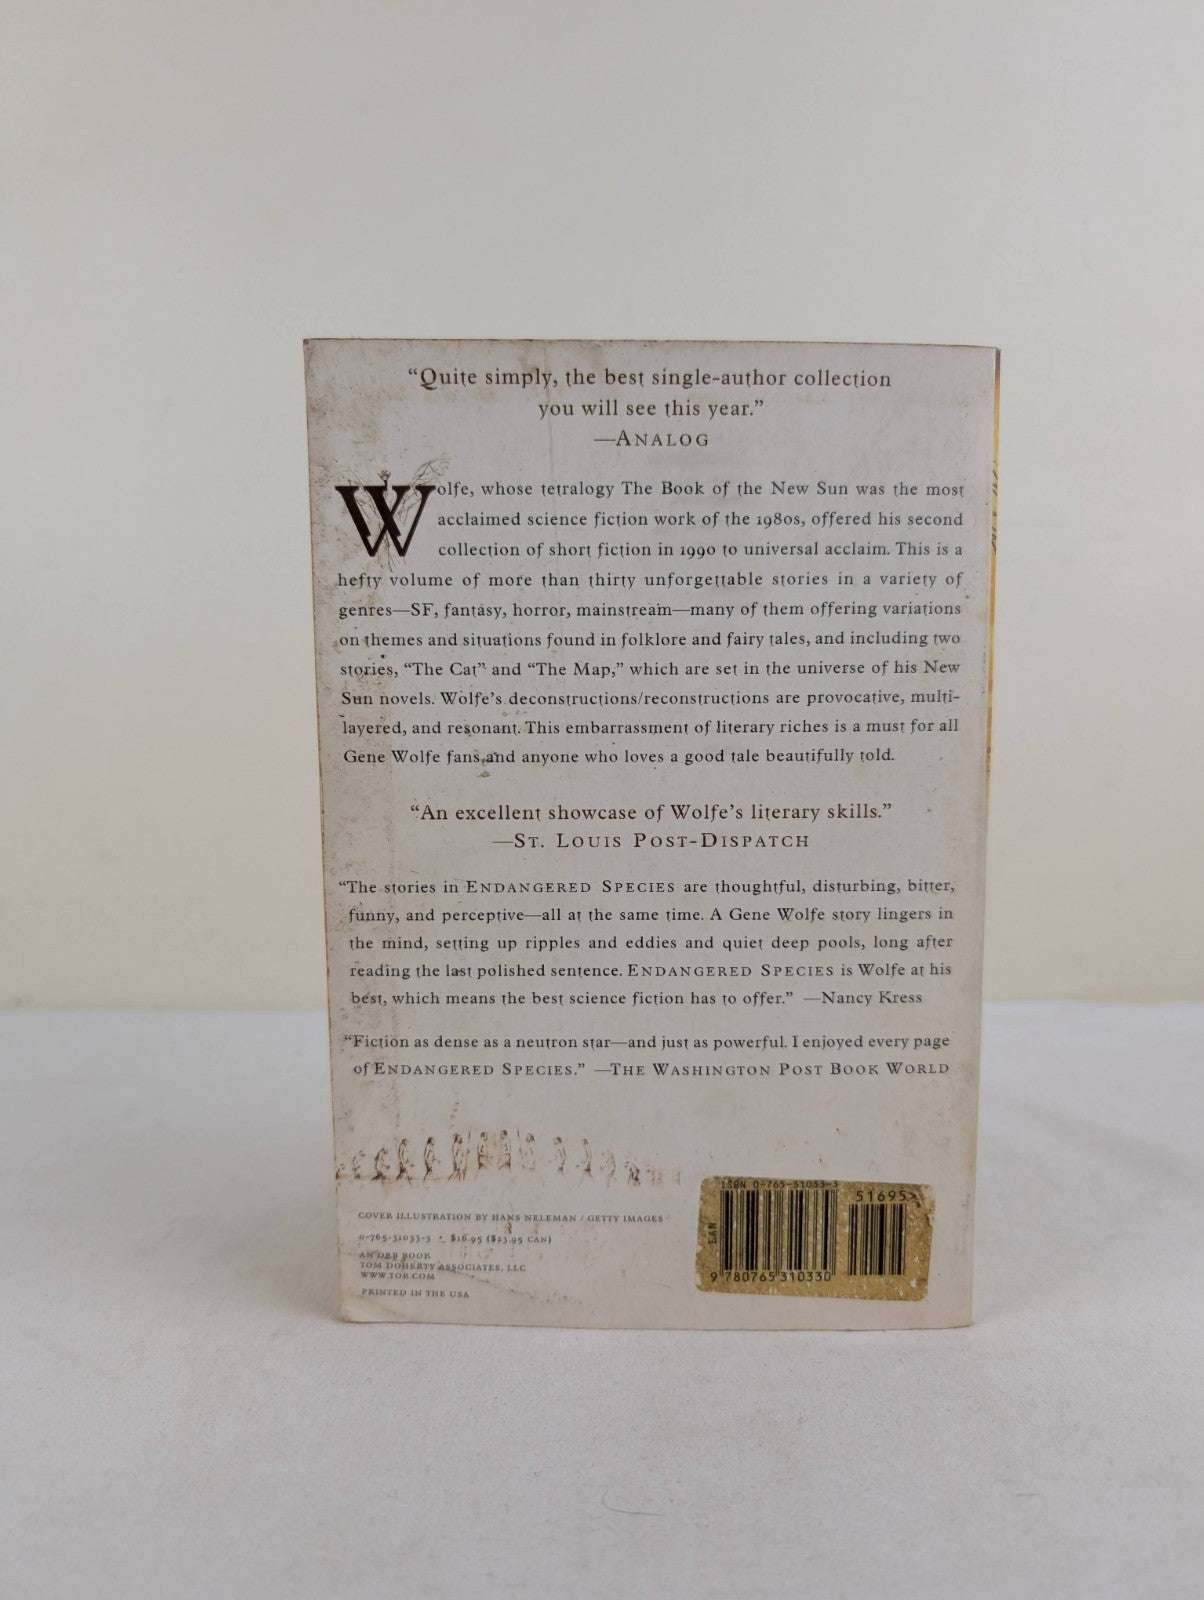 “Quite simply, the best single-author collection
you will see this year.”
—ANALOG
Wolfe, whose tetralogy The Book of the New Sun was the most
acclaimed science fiction work of the 1980s, offered his second
collection of short fiction in 1990 to universal acclaim. This is a
hefty volume of more than thirty unforgettable stories in a variety of
genres—SF, fantasy, horror, mainstream—many of them offering variations
on themes and situations found in folklore and fairy tales, and including two
stories, “The Cat” and “The Map,” which are set in the universe of his New
Sun novels. Wolfe’s deconstructions/reconstructions are provocative, multi-
layered, and resonant. This embarrassment of literary riches is a must for all
Gene Wolfe fans and anyone who loves a good tale beautifully told.
“An excellent showcase of Wolfe’s literary skills.”
—ST. LOUIS POST-DISPATCH
“The stories in ENDANGERED SPECIES are thoughtful, disturbing, bitter,
funny, and perceptive—all at the same time. A Gene Wolfe story lingers in
the mind, setting up ripples and eddies and quiet deep pools, long after
reading the last polished sentence. ENDANGERED SPECIES is Wolfe at his
best, which means the best science fiction has to offer.” —Nancy Kress
“Fiction as dense as a neutron star—and just as powerful. I enjoyed every page
of ENDANGERED SPECIES.” —THE WASHINGTON POST BOOK WORLD
COVER ILLUSTRATION BY HANS NELEMAN / GETTY IMAGES
0-765-31033-3 · $16.95 ($23.95 CAN)
AN ORB BOOK
TOM DOHERTY ASSOCIATES, LLC
WWW.TOR.COM
PRINTED IN THE USA
ISBN 0-765-31033-3
51695>
EAN
9 780765 310330